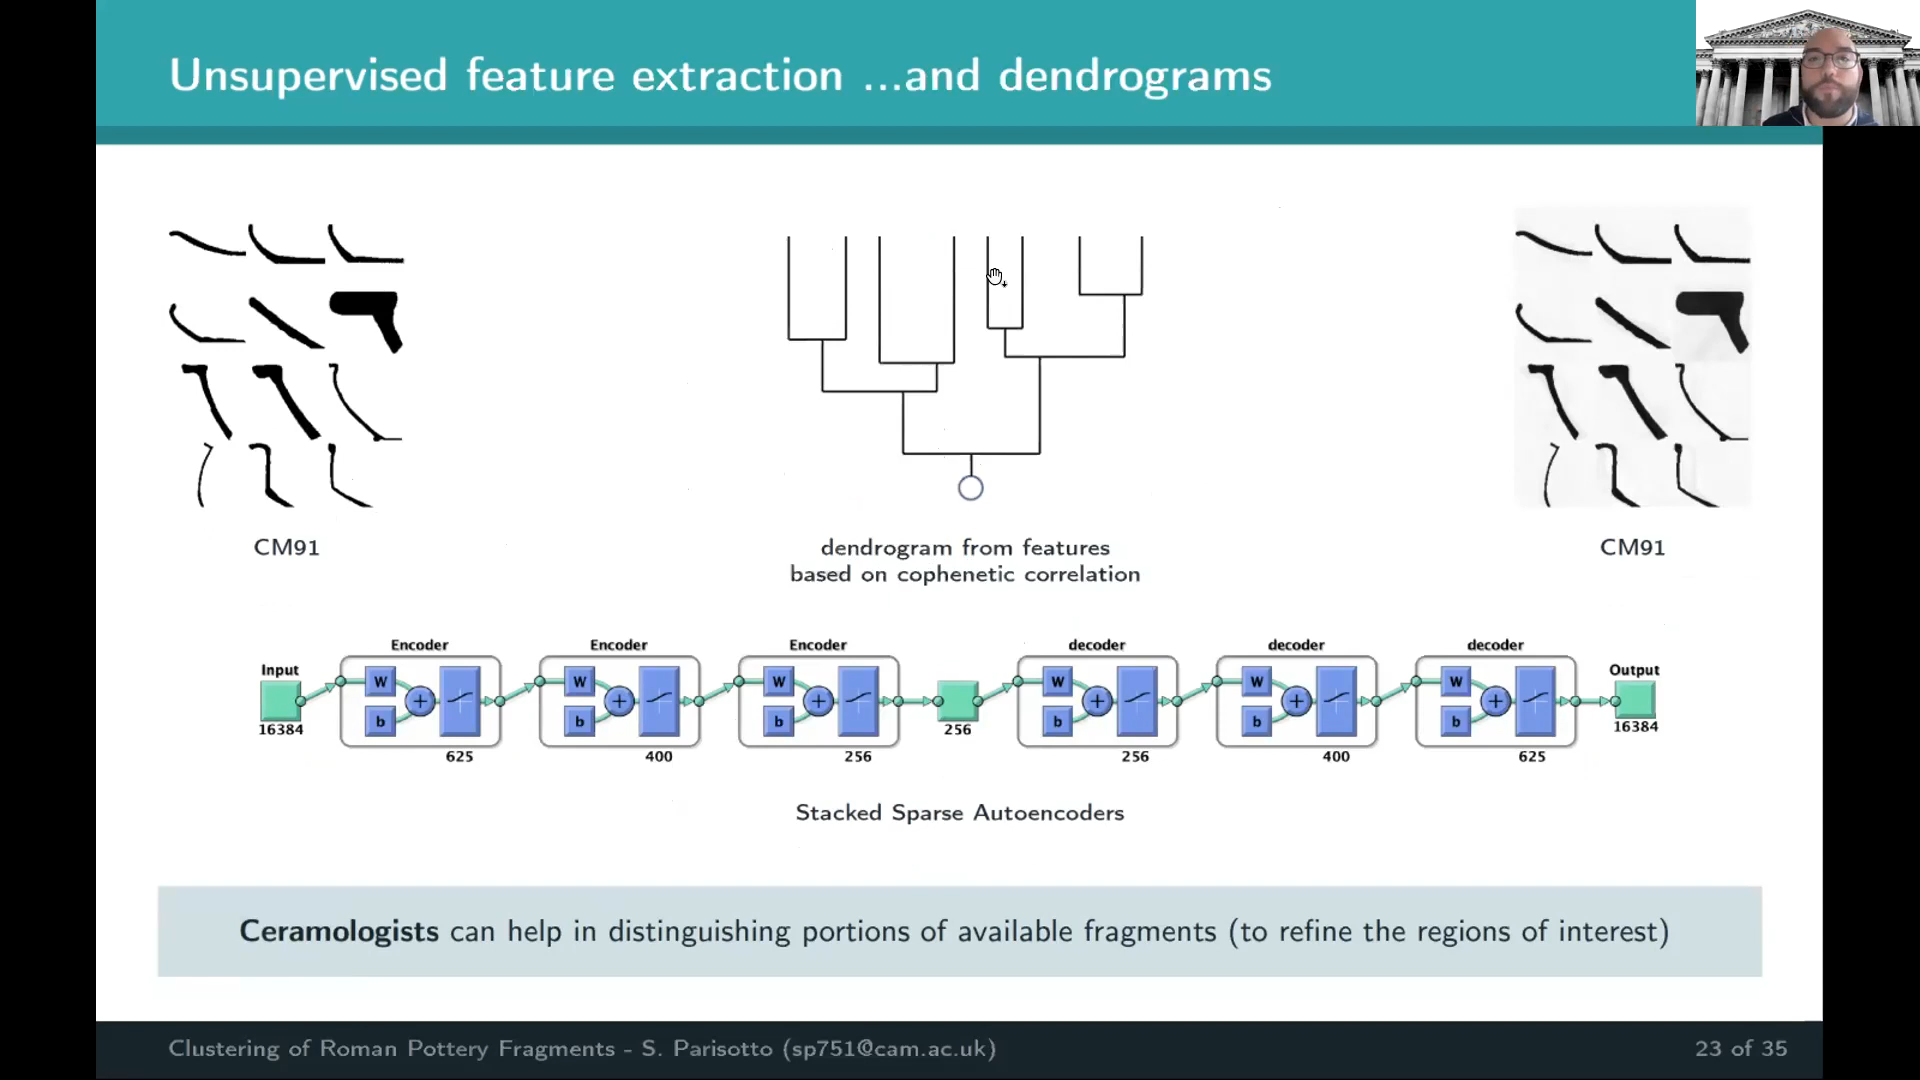 Unsupervised feature extraction ...and dendrograms
CM91
dendrogram from features
based on cophenetic correlation
CM91
Input
16384
Encoder
W
b
+
625
Encoder
W
b
+
400
Encoder
W
b
+
256
256
decoder
W
b
+
256
decoder
W
b
+
400
decoder
W
b
+
625
Output
16384
Stacked Sparse Autoencoders
Ceramologists can help in distinguishing portions of available fragments (to refine the regions of interest)
Clustering of Roman Pottery Fragments - S. Parisotto (sp751@cam.ac.uk)
23 of 35